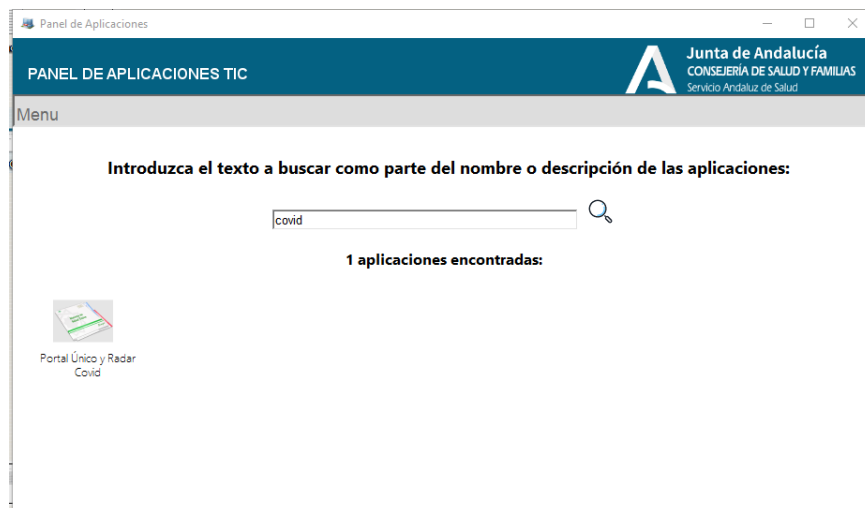 Panel de Aplicaciones
PANEL DE APLICACIONES TIC
Junta de Andalucía
CONSEJERÍA DE SALUD Y FAMILIAS
Servicio Andaluz de Salud
Menu
Introduzca el texto a buscar como parte del nombre o descripción de las aplicaciones:
covid
1 aplicaciones encontradas:
Portal Único y Radar
Covid